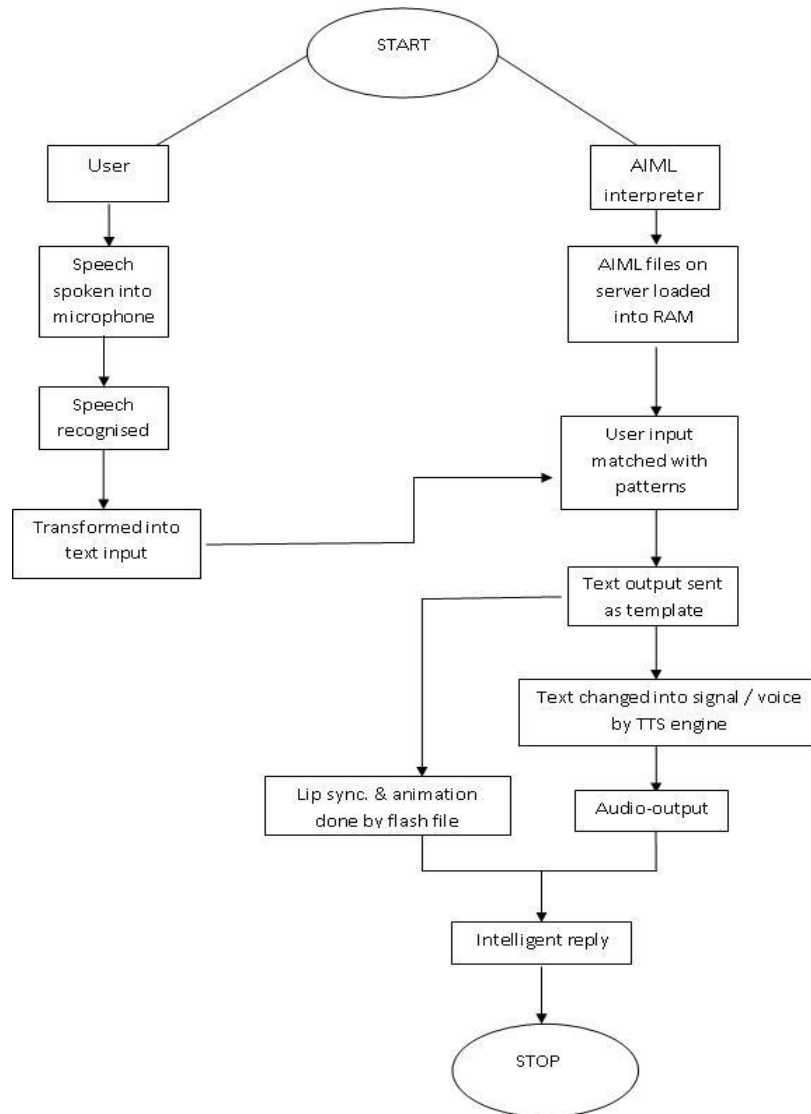 START
User
AIML
interpreter
Speech
spoken into
microphone
AIML files on
server loaded
into RAM
Speech
recognised
User input
matched with
patterns
Transformed into
text input
Text output sent
as template
Text changed into signal / voice
by TTS engine
Lip sync. & animation
done by flash file
Audio-output
Intelligent reply
STOP